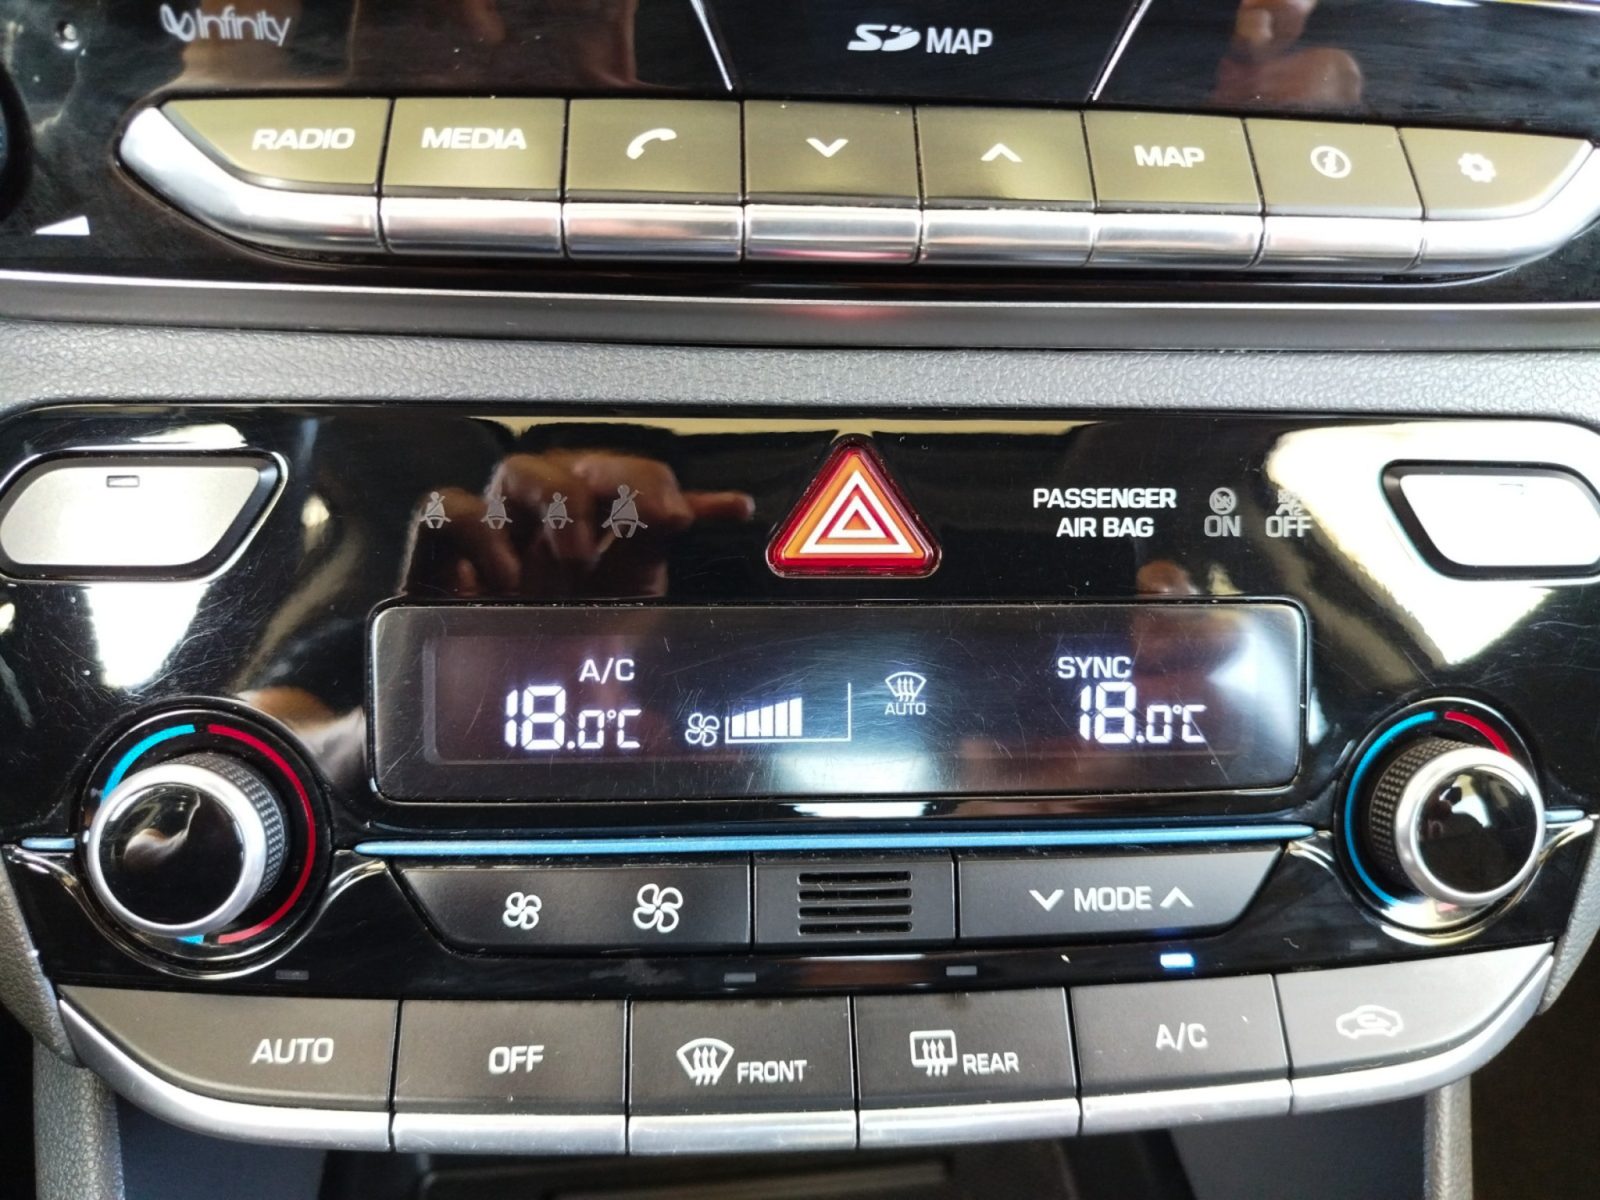 Infinity
SD MAP
RADIO MEDIA MAP
PASSENGER
AIR BAG ON OFF
A/C SYNC
18.0°C AUTO 18.0°C
MODE
AUTO OFF FRONT REAR A/C